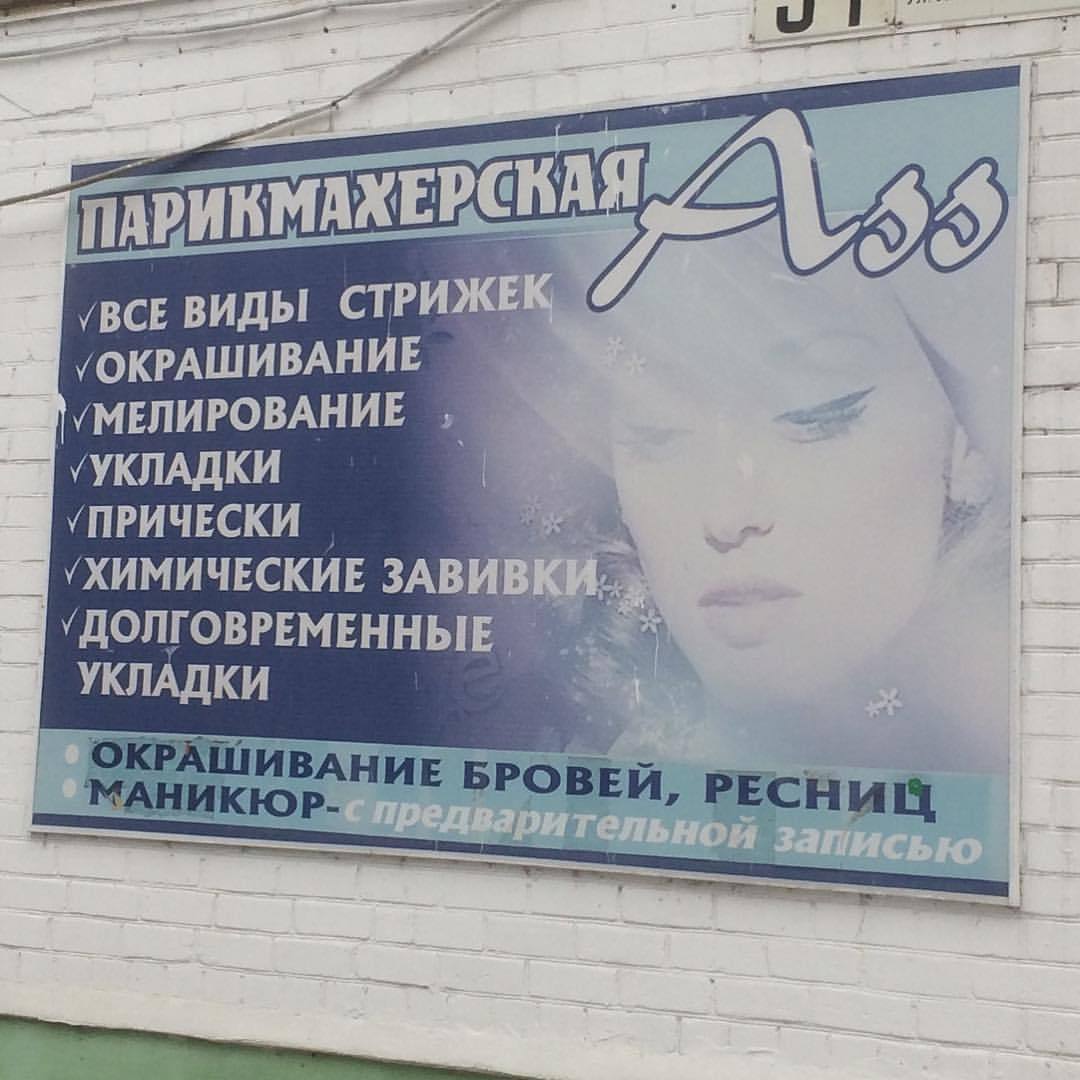 ПАРИКМАХЕРСКАЯ Ass
ВСЕ ВИДЫ СТРИЖЕК
ОКРАШИВАНИЕ
МЕЛИРОВАНИЕ
УКЛАДКИ
ПРИЧЕСКИ
ХИМИЧЕСКИЕ ЗАВИВКИ
ДОЛГОВРЕМЕННЫЕ
УКЛАДКИ
• ОКРАШИВАНИЕ БРОВЕЙ, РЕСНИЦ
• МАНИКЮР-с предварительной записью